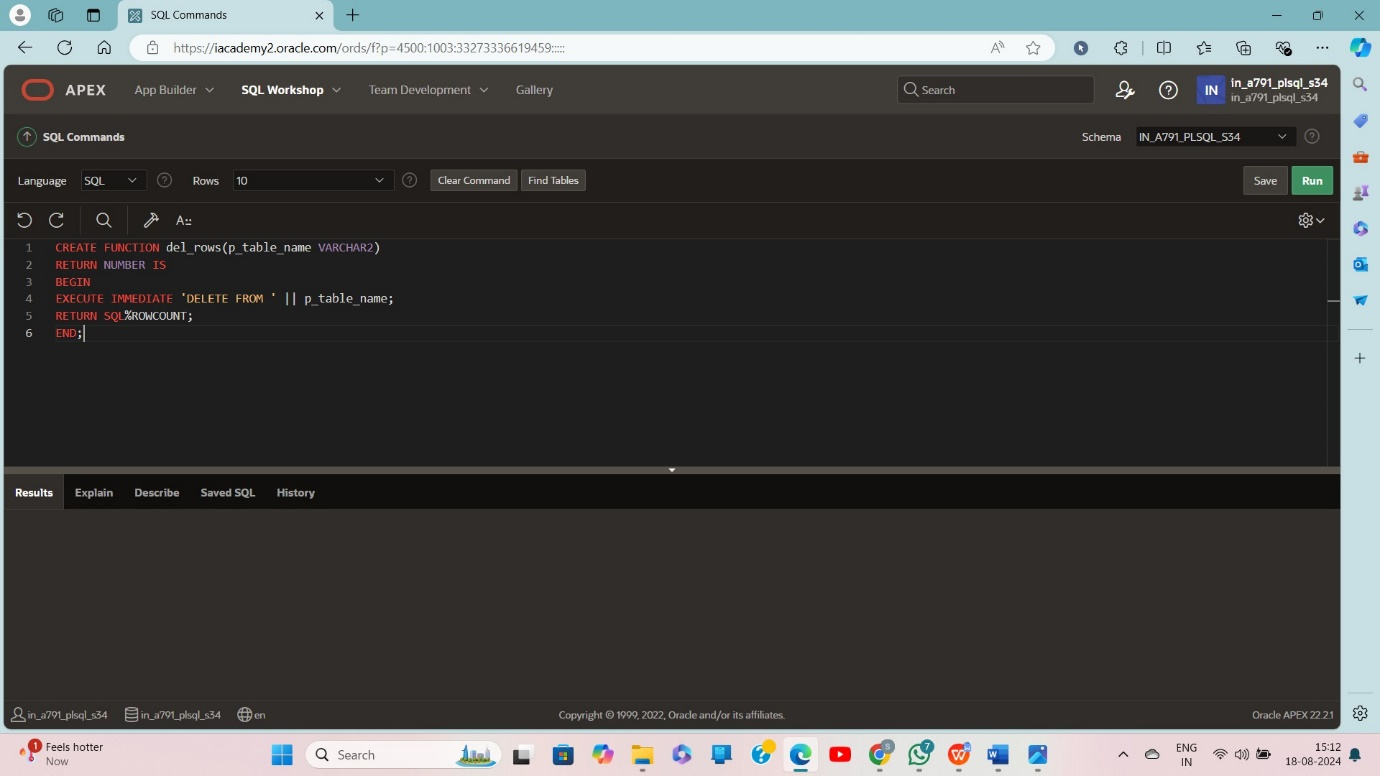 SQL Commands
https://iacademy2.oracle.com/ords/f?p=4500:1003:33273336619459:::::
APEX App Builder SQL Workshop Team Development Gallery Search IN in_a791_plsql_s34
in_a791_plsql_s34
SQL Commands Schema IN_A791_PLSQL_S34
Language SQL Rows 10 Clear Command Find Tables Save Run
A::
1 CREATE FUNCTION del_rows(p_table_name VARCHAR2)
2 RETURN NUMBER IS
3 BEGIN
4 EXECUTE IMMEDIATE 'DELETE FROM ' || p_table_name;
5 RETURN SQL%ROWCOUNT;
6 END;
Results Explain Describe Saved SQL History
in_a791_plsql_s34 in_a791_plsql_s34 en Copyright © 1999, 2022, Oracle and/or its affiliates. Oracle APEX 22.2.1
1 Feels hotter
Now
Search
S 7 W W
ENG
IN
15:12
18-08-2024